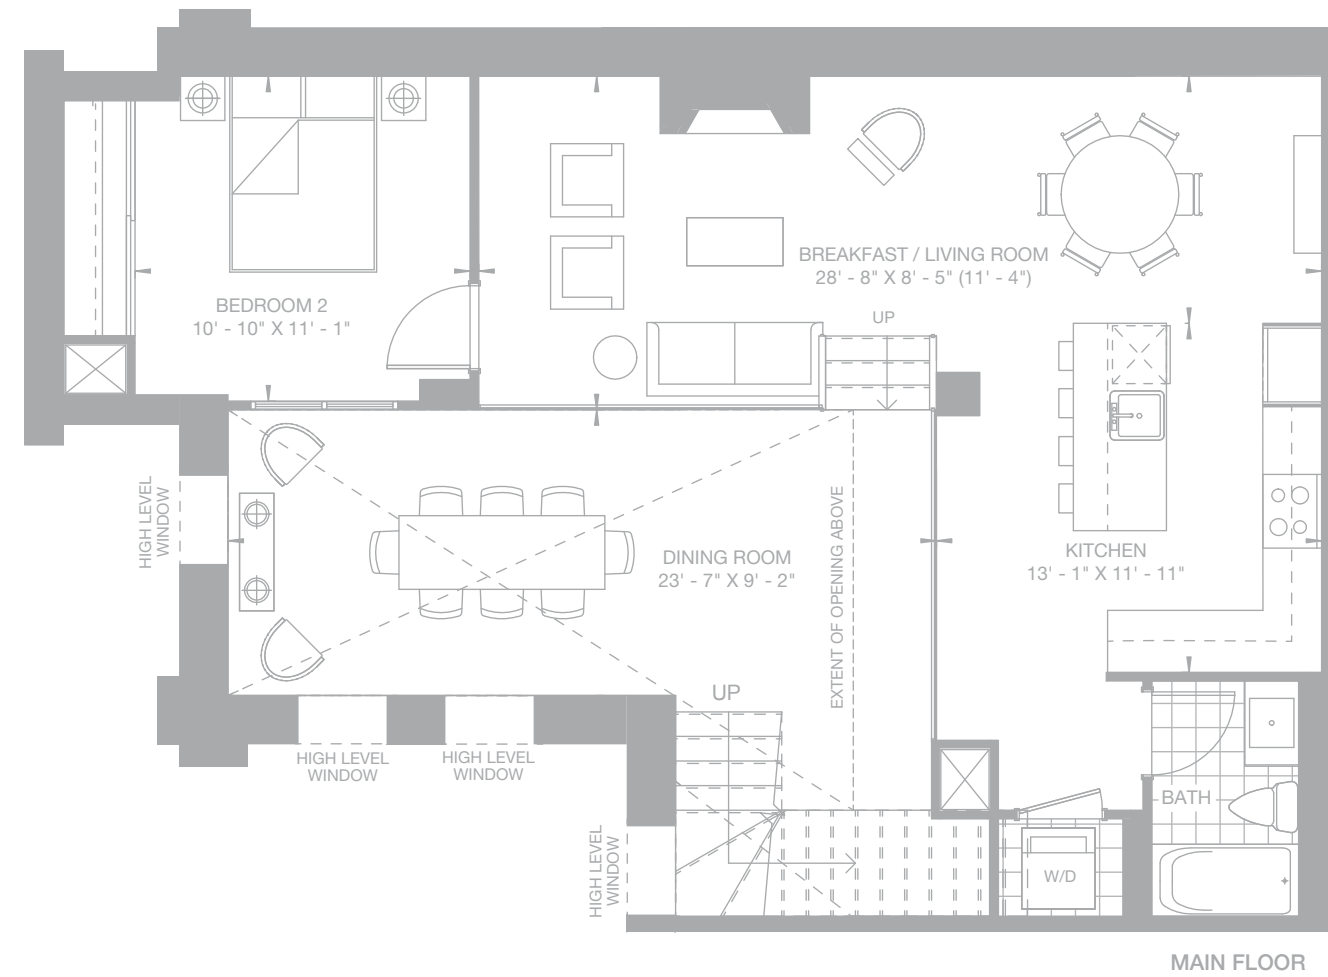 BREAKFAST / LIVING ROOM
28' - 8" X 8' - 5" (11' - 4")
BEDROOM 2
10' - 10" X 11' - 1"
UP
HIGH LEVEL
WINDOW
DINING ROOM
23' - 7" X 9' - 2"
EXTENT OF OPENING ABOVE
KITCHEN
13' - 1" X 11' - 11"
UP
HIGH LEVEL
WINDOW
HIGH LEVEL
WINDOW
BATH
HIGH LEVEL
WINDOW
W/D
MAIN FLOOR